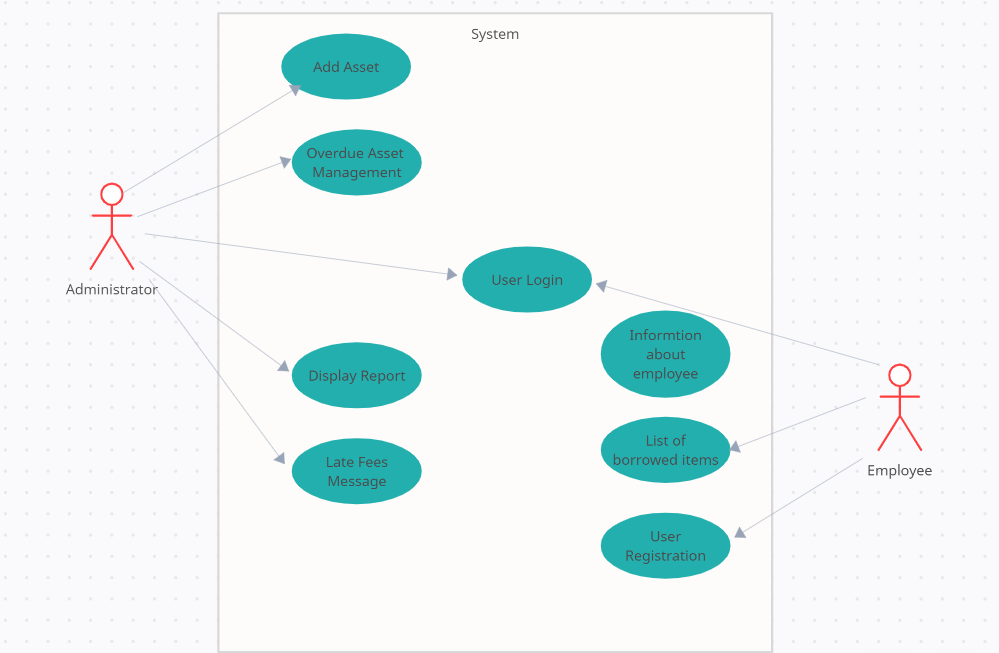 System
Add Asset
Overdue Asset
Management
User Login
Administrator
Informtion
about
employee
Display Report
List of
borrowed items
Late Fees
Message
Employee
User
Registration